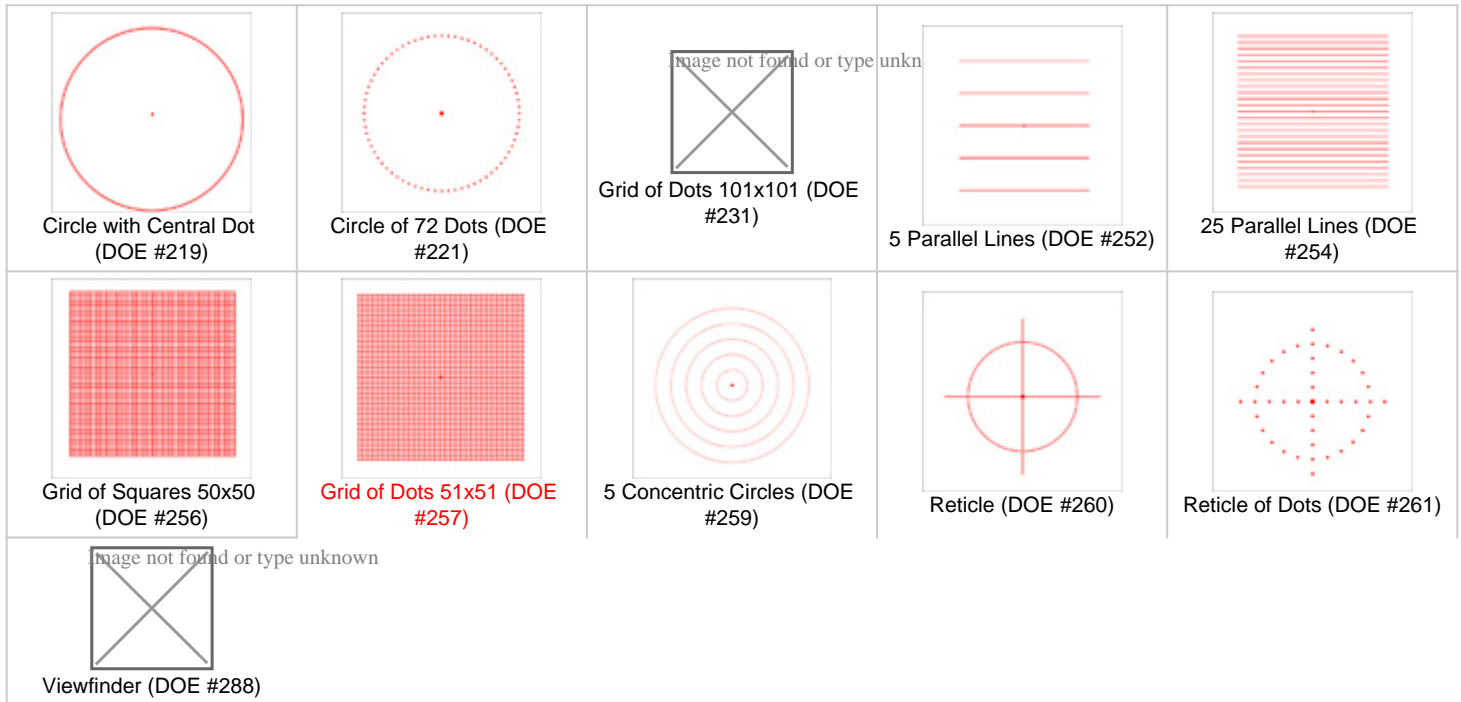 Image not found or type unkn
Circle with Central Dot
(DOE #219)
Circle of 72 Dots (DOE
#221)
Grid of Dots 101x101 (DOE
#231)
5 Parallel Lines (DOE #252)
25 Parallel Lines (DOE
#254)
Grid of Squares 50x50
(DOE #256)
Grid of Dots 51x51 (DOE
#257)
5 Concentric Circles (DOE
#259)
Reticle (DOE #260)
Reticle of Dots (DOE #261)
Image not found or type unknown
Viewfinder (DOE #288)